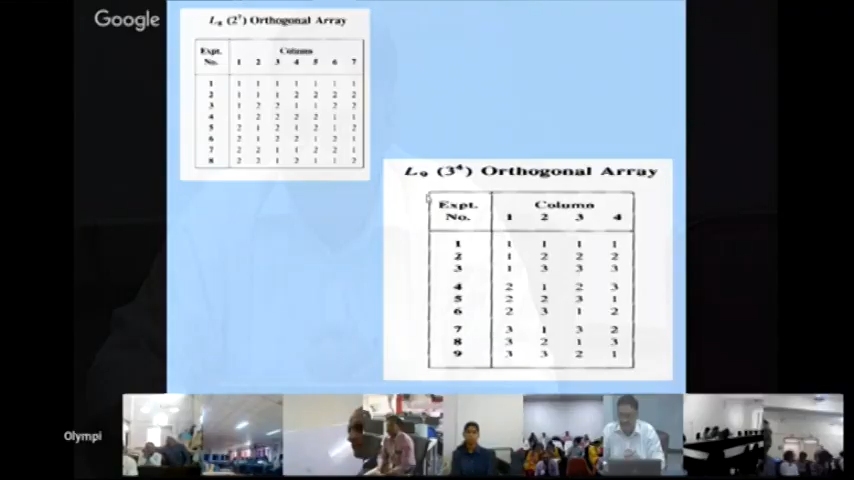 Google
L₈ (2⁷) Orthogonal Array
Expt. Column
No. 1 2 3 4 5 6 7
1 1 1 1 1 1 1 1
2 1 1 1 2 2 2 2
3 1 2 2 1 1 2 2
4 1 2 2 2 2 1 1
5 2 1 2 1 2 1 2
6 2 1 2 2 1 2 1
7 2 2 1 1 2 2 1
8 2 2 1 2 1 1 2
L₉ (3⁴) Orthogonal Array
Expt. Column
No. 1 2 3 4
1 1 1 1 1
2 1 2 2 2
3 1 3 3 3
4 2 1 2 3
5 2 2 3 1
6 2 3 1 2
7 3 1 3 2
8 3 2 1 3
9 3 3 2 1
Olympi